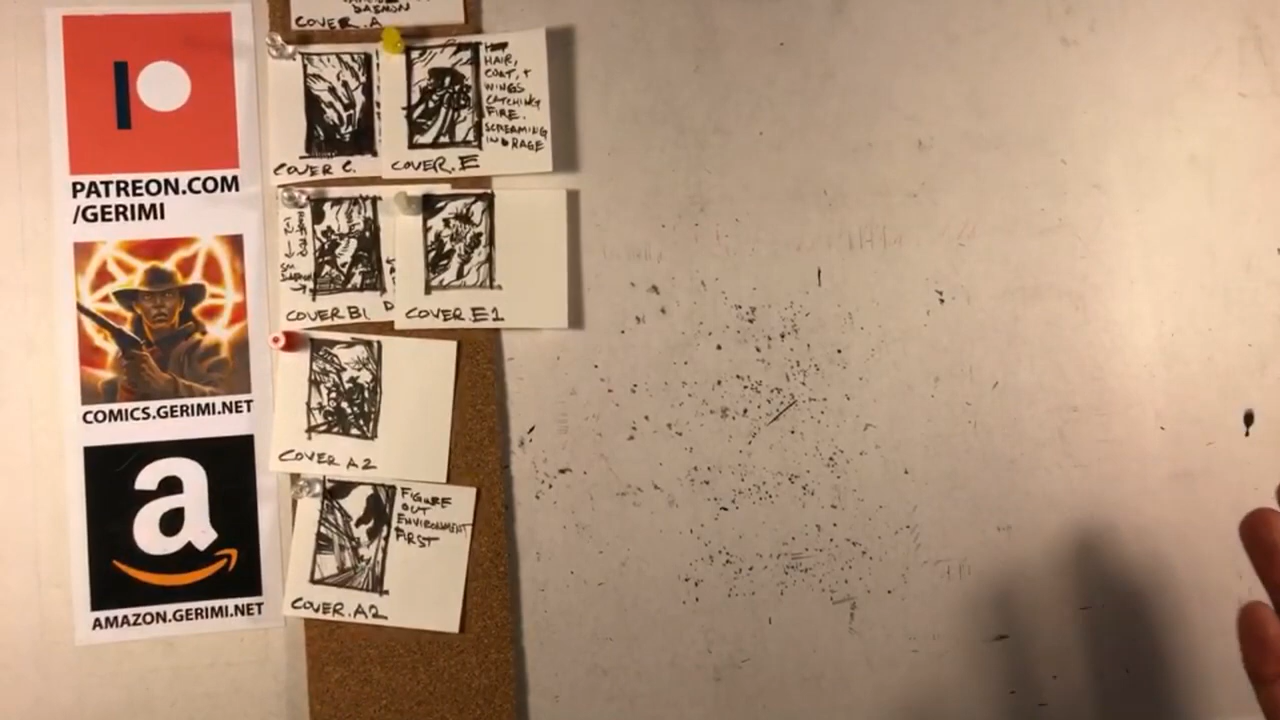 PATREON.COM
/GERIMI
COMICS.GERIMI.NET
a
AMAZON.GERIMI.NET
DAEMON
COVER.A
COVER C.
HAIR,
COAT, +
WINGS
CATCHING
FIRE.
SCREAMING
IN RAGE
COVER.E
COVER B1
D
COVER.E1
COVER A2
FIGURE
OUT
ENVIRONMENT
FIRST
COVER.A2